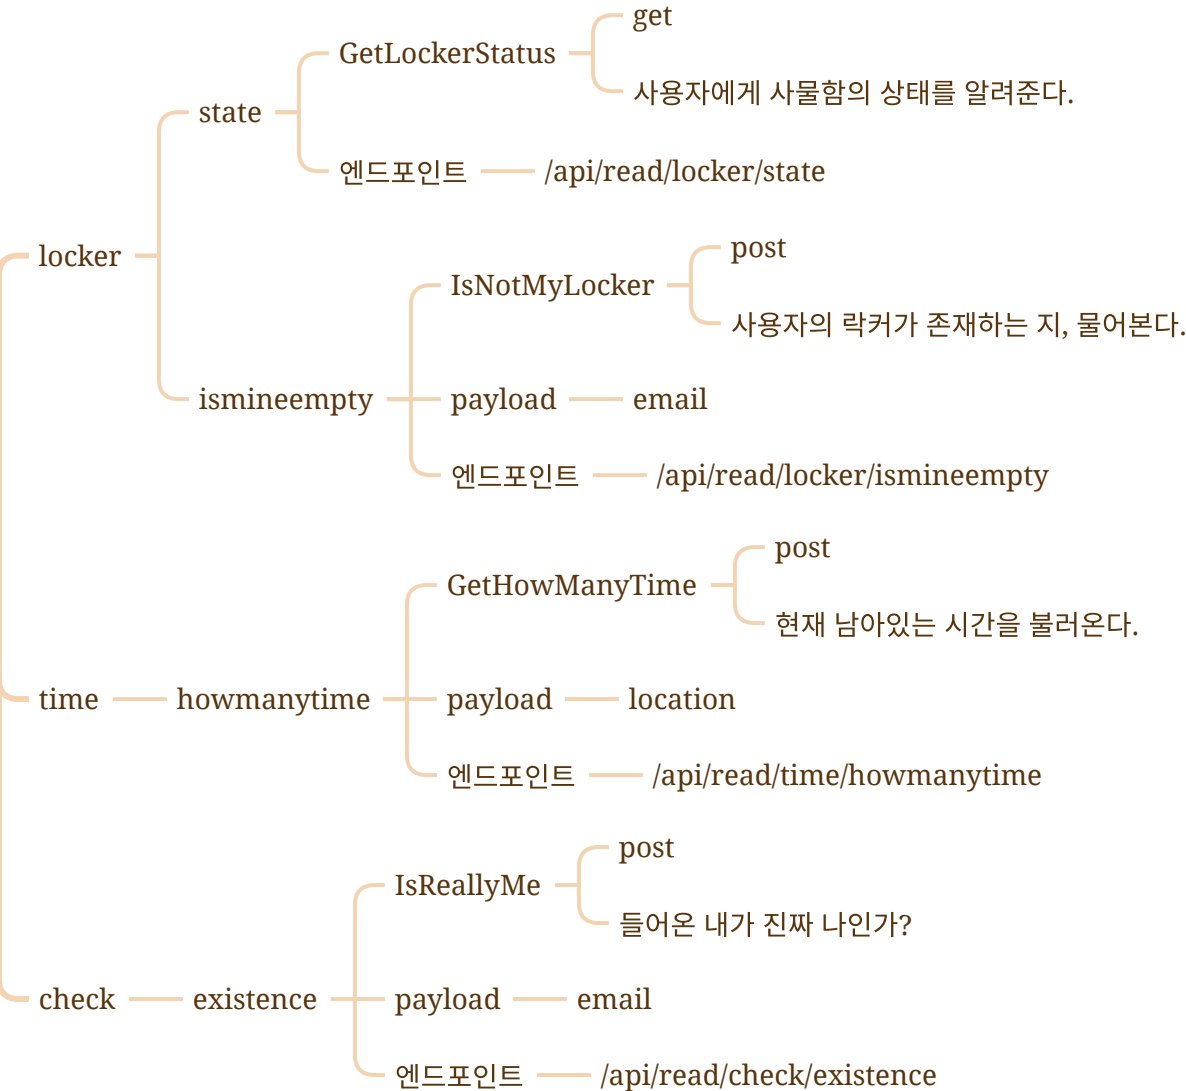 get
GetLockerStatus
사용자에게 사물함의 상태를 알려준다.
state
엔드포인트
/api/read/locker/state
locker
post
IsNotMyLocker
사용자의 락커가 존재하는 지, 물어본다.
ismineempty
payload
email
엔드포인트
/api/read/locker/ismineempty
post
GetHowManyTime
현재 남아있는 시간을 불러온다.
time
howmanytime
payload
location
엔드포인트
/api/read/time/howmanytime
post
IsReallyMe
들어온 내가 진짜 나인가?
check
existence
payload
email
엔드포인트
/api/read/check/existence